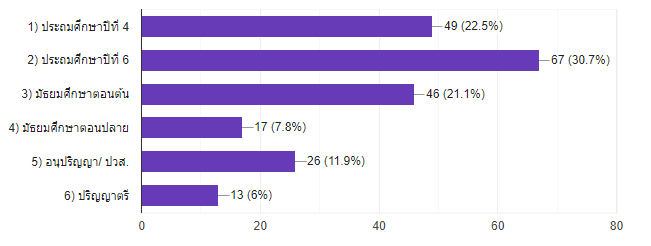 1) ประถมศึกษาปีที่ 4 49 (22.5%)
2) ประถมศึกษาปีที่ 6 67 (30.7%)
3) มัธยมศึกษาตอนต้น 46 (21.1%)
4) มัธยมศึกษาตอนปลาย 17 (7.8%)
5) อนุปริญญา/ ปวส. 26 (11.9%)
6) ปริญญาตรี 13 (6%)
0 20 40 60 80